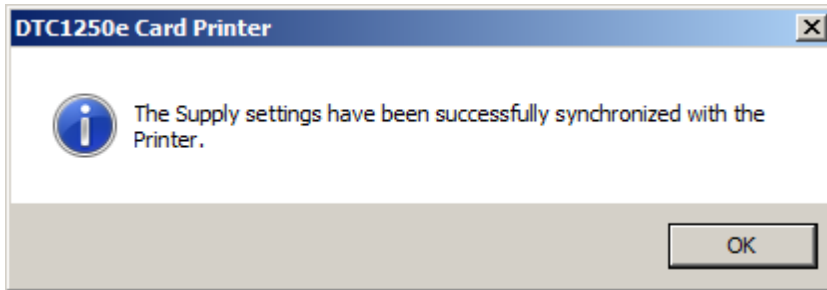 DTC1250e Card Printer
The Supply settings have been successfully synchronized with the
Printer.
OK